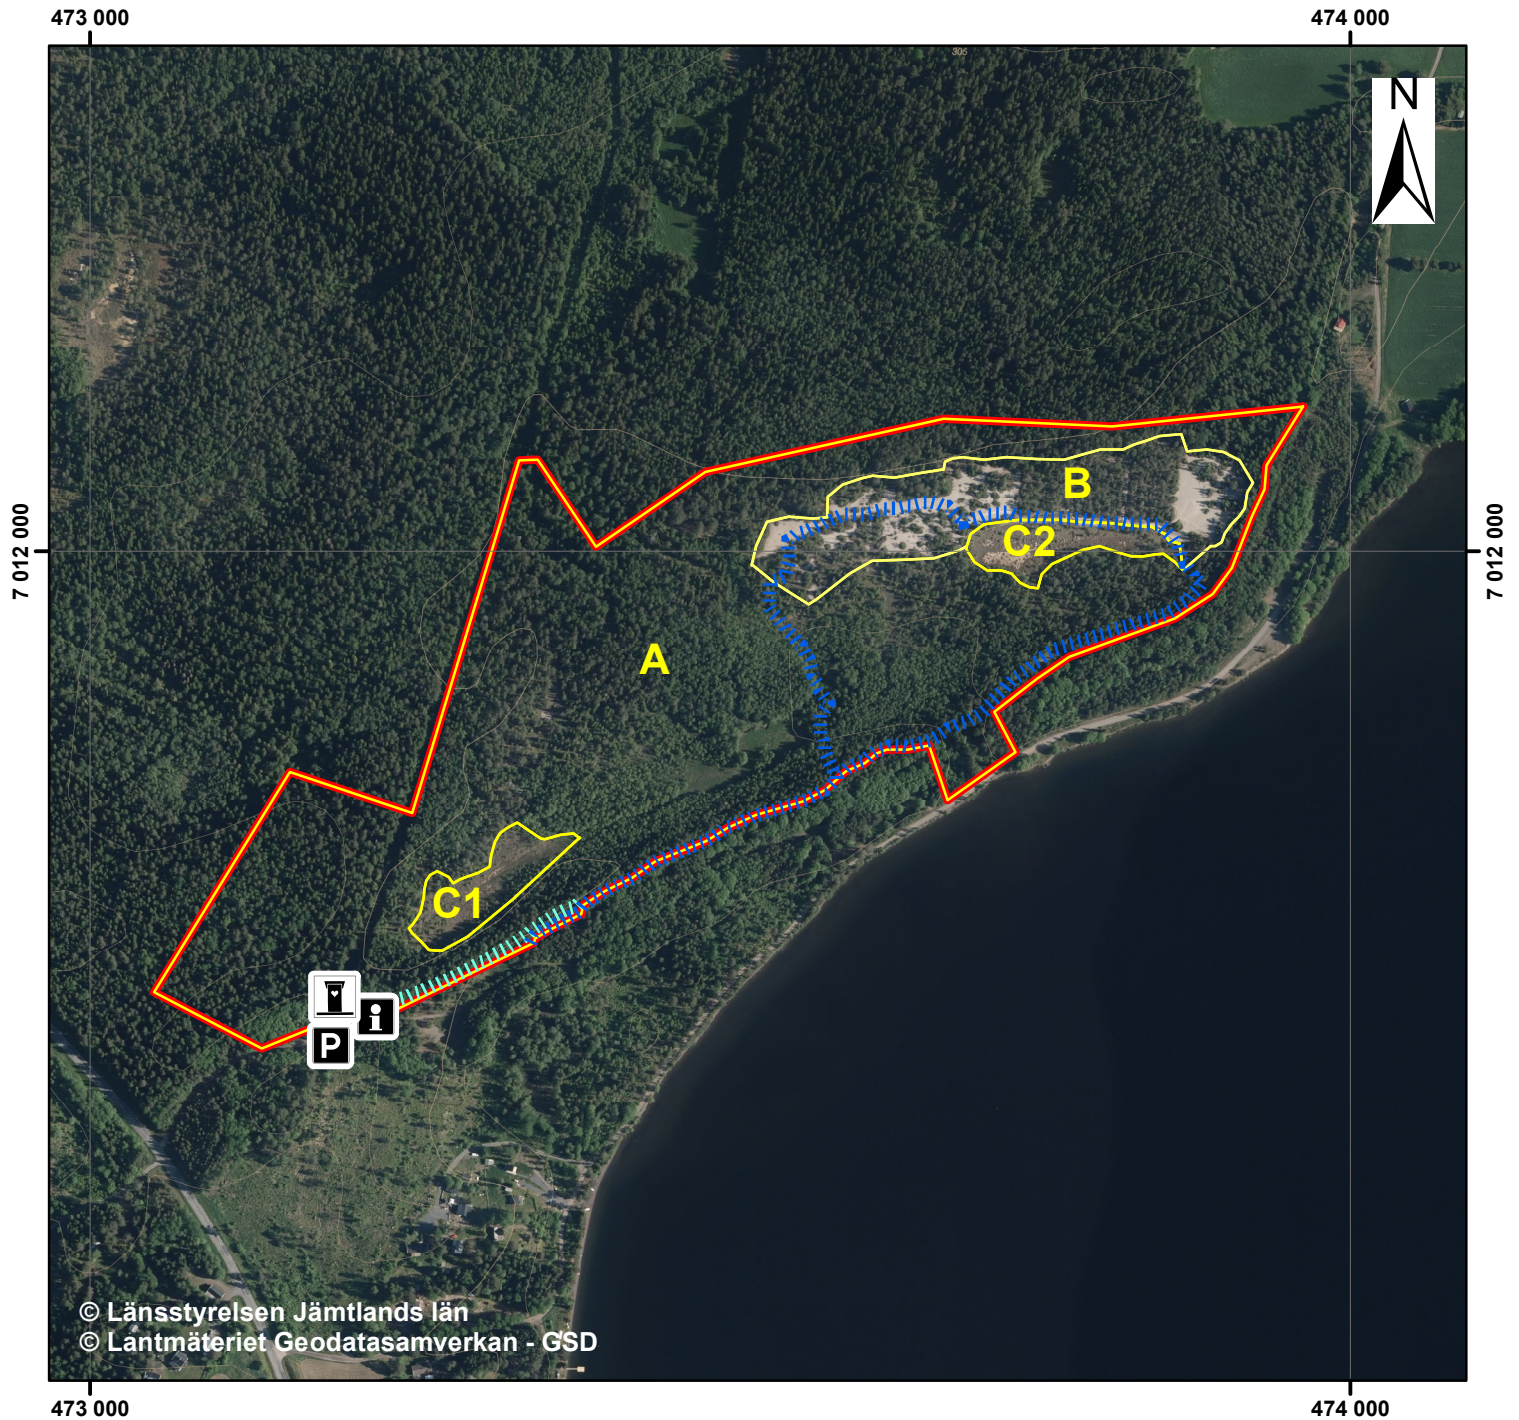 473 000
474 000
305
N
B
C2
7 012 000
7 012 000
A
C1
i
P
© Länsstyrelsen Jämtlands län
© Lantmäteriet Geodatasamverkan - GSD
473 000
474 000